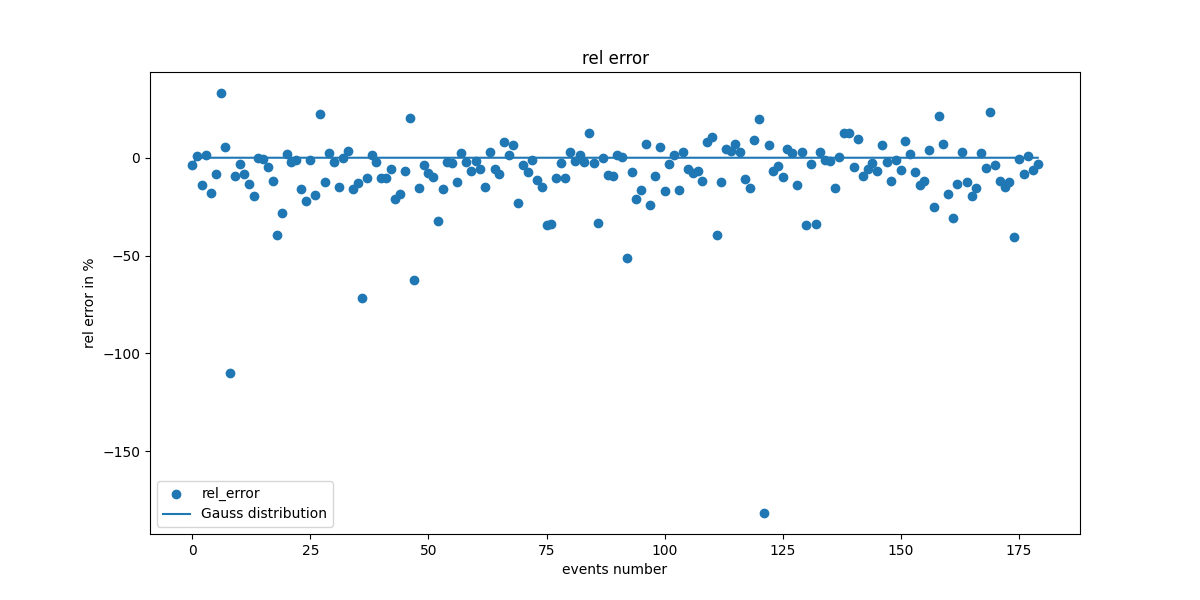 rel error
0
−50
−100
−150
rel error in %
rel_error
Gauss distribution
0
25
50
75
100
125
150
175
events number